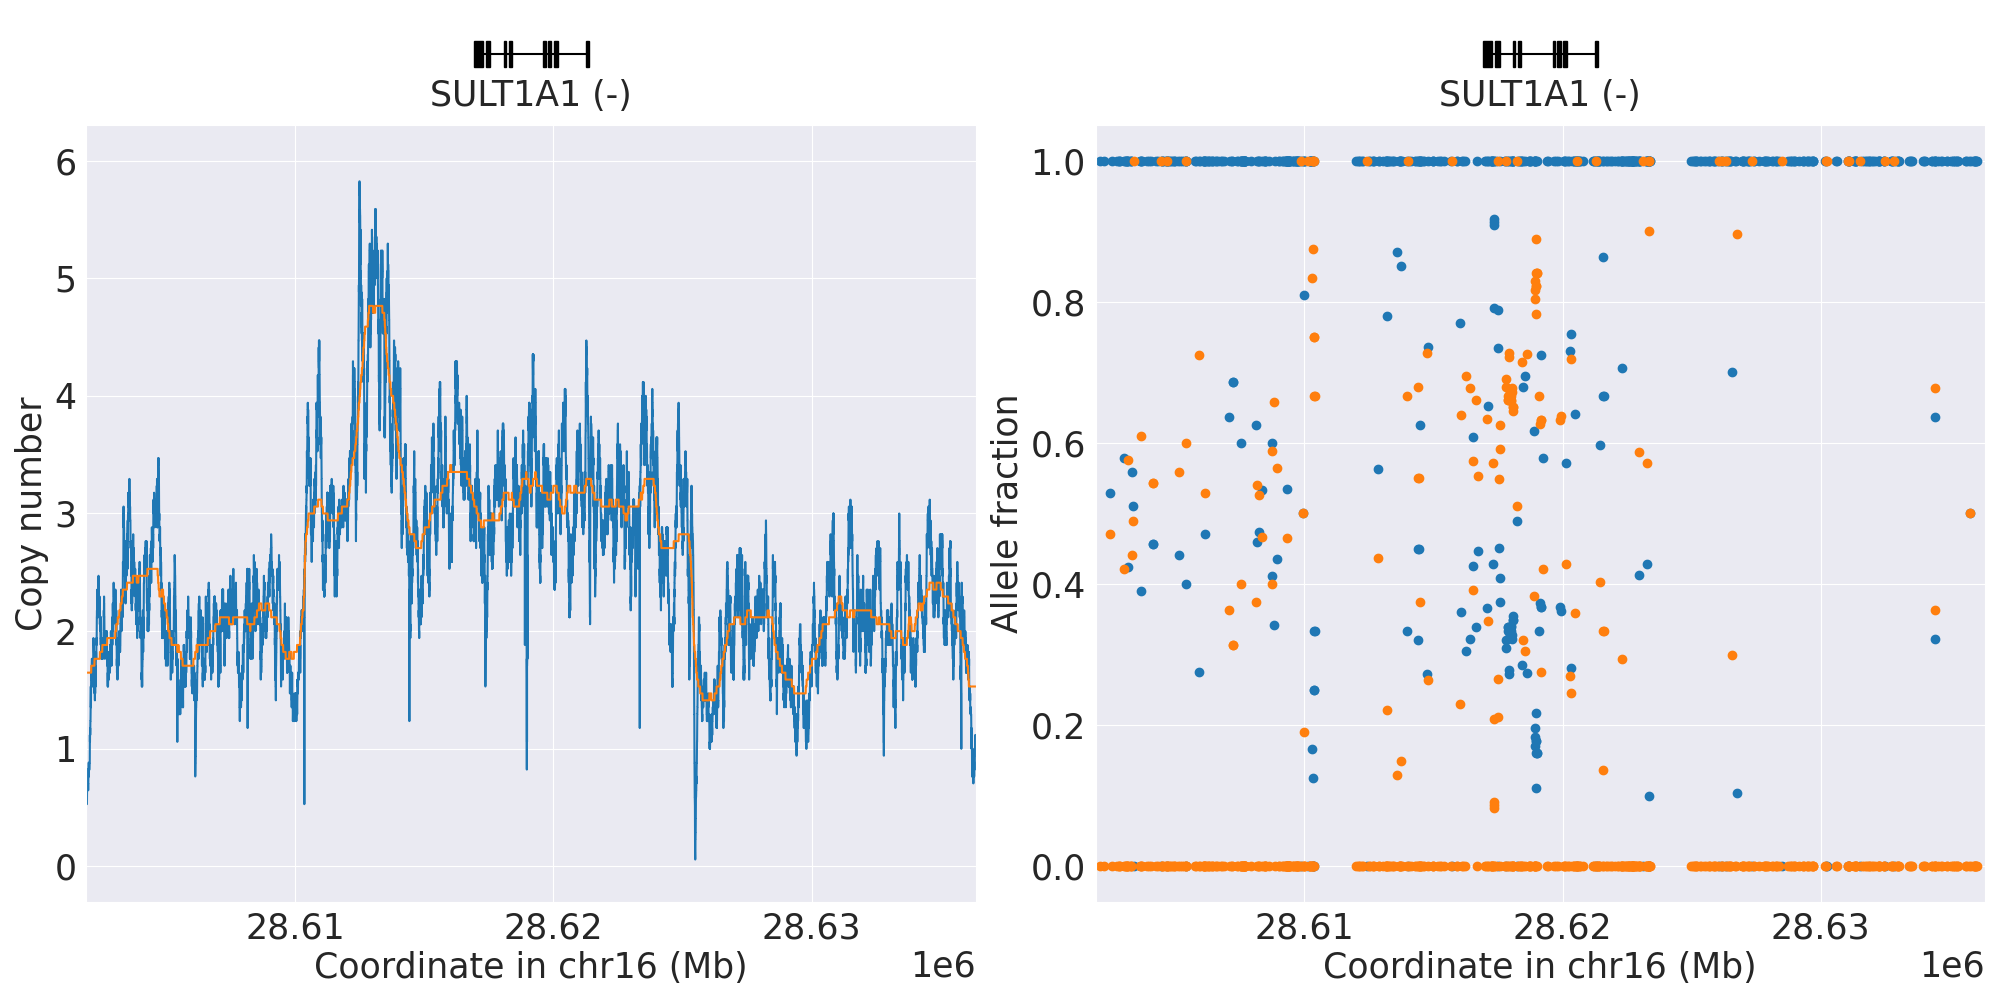 SULT1A1 (-)
6
5
4
3
2
1
0
Copy number
28.61
28.62
28.63
Coordinate in chr16 (Mb)
1e6
SULT1A1 (-)
1.0
0.8
0.6
0.4
0.2
0.0
Allele fraction
28.61
28.62
28.63
Coordinate in chr16 (Mb)
1e6